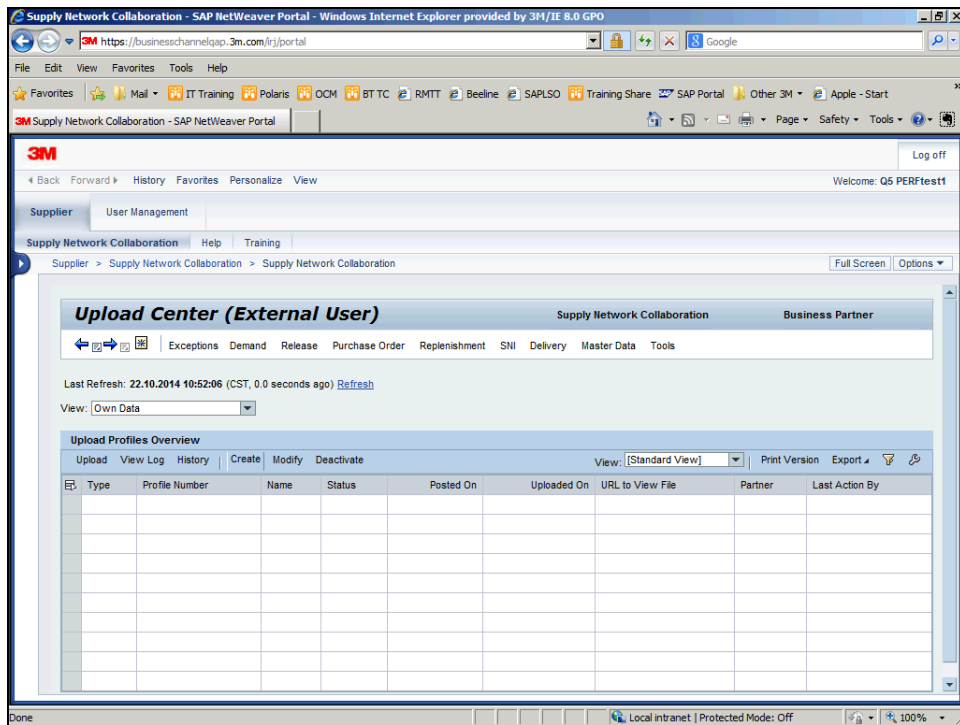 Supply Network Collaboration - SAP NetWeaver Portal - Windows Internet Explorer provided by 3M/IE 8.0 GPO
3M https://businesschannelqap.3m.com/irj/portal
8 Google
File Edit View Favorites Tools Help
Favorites Mail IT Training Polaris OCM BT TC RMTT Beeline SAPLSO Training Share SAP Portal Other 3M Apple - Start »
3M Supply Network Collaboration - SAP NetWeaver Portal Page Safety Tools
3M Log off
Back Forward History Favorites Personalize View Welcome: Q5 PERFtest1
Supplier User Management
Supply Network Collaboration Help Training
Supplier > Supply Network Collaboration > Supply Network Collaboration Full Screen Options
Upload Center (External User) Supply Network Collaboration Business Partner
Exceptions Demand Release Purchase Order Replenishment SNI Delivery Master Data Tools
Last Refresh: 22.10.2014 10:52:06 (CST, 0.0 seconds ago) Refresh
View: Own Data
Upload Profiles Overview
Upload View Log History Create Modify Deactivate View: [Standard View] Print Version Export
Type Profile Number Name Status Posted On Uploaded On URL to View File Partner Last Action By
Done Local intranet | Protected Mode: Off 100%